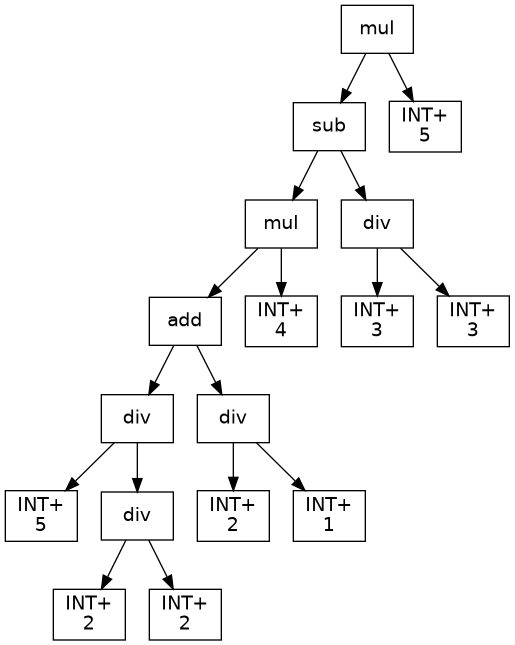 mul
sub
INT+
5
mul
div
add
INT+
4
INT+
3
INT+
3
div
div
INT+
5
div
INT+
2
INT+
1
INT+
2
INT+
2